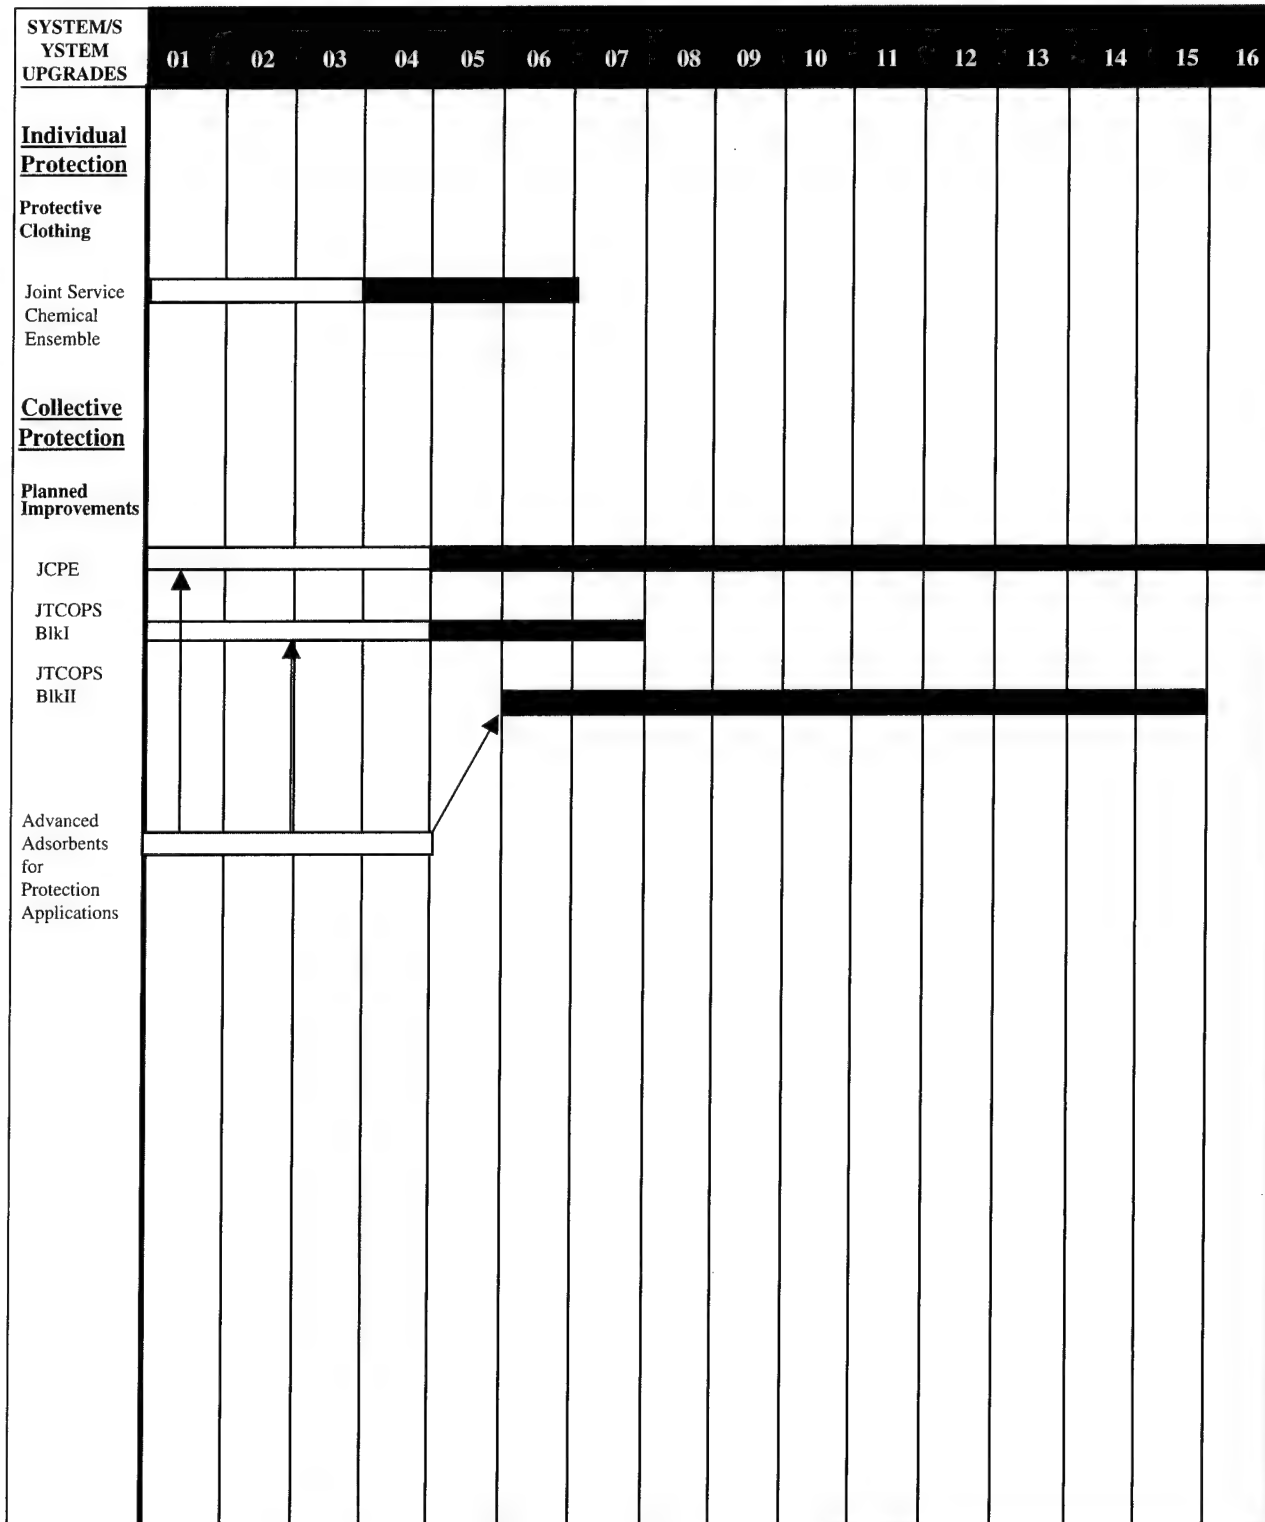 SYSTEM/S
YSTEM
UPGRADES
01 02 03 04 05 06 07 08 09 10 11 12 13 14 15 16
Individual
Protection
Protective
Clothing
Joint Service
Chemical
Ensemble
Collective
Protection
Planned
Improvements
JCPE
JTCOPS
BlkI
JTCOPS
BlkII
Advanced
Adsorbents
for
Protection
Applications